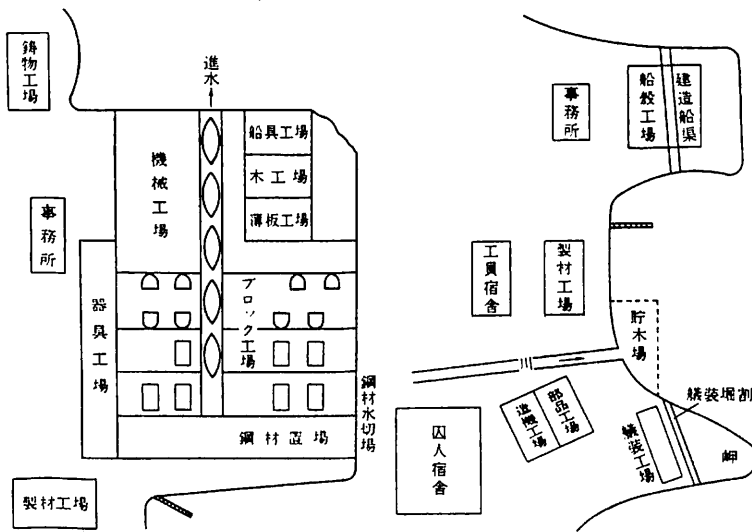 鋳物工場
進水
船具工場
木工場
薄板工場
機械工場
事務所
ブロック工場
器具工場
鋼材水切場
鋼材置場
製材工場
建造船渠
船殻工場
事務所
工員宿舎
製材工場
貯木場
艤装堀割
造機工場
部品工場
艤装工場
岬
囚人宿舎